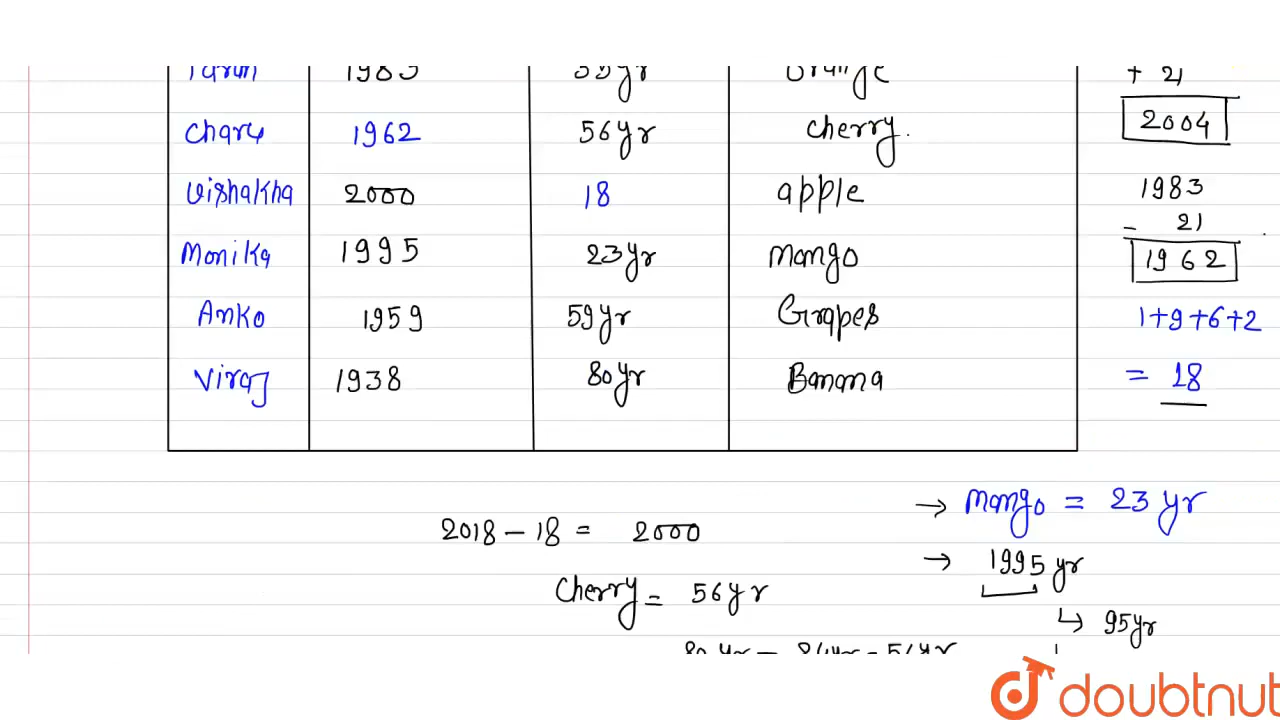 + 21
Charu 1962 56yr cherry. 2004
Vishakha 2000 18 apple 1983
- 21
Monika 1995 23yr Mango 1962
Anko 1959 59yr Grapes 1+9+6+2
Viraj 1938 80yr Banana = 18
→ Mango = 23 yr
2018 - 18 = 2000
→ 1995 yr
Cherry = 56yr
↳ 95yr
doubtnut